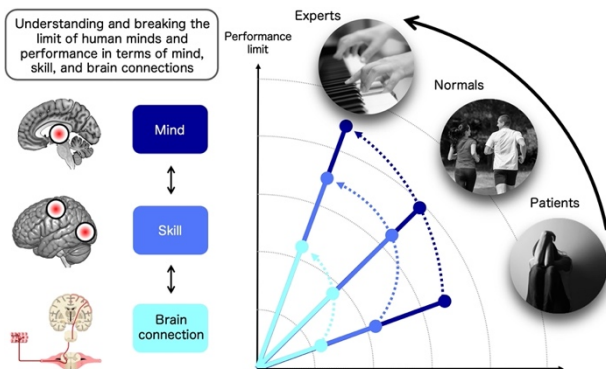 Understanding and breaking the
limit of human minds and
performance in terms of mind,
skill, and brain connections
Mind
Skill
Brain
connection
Performance
limit
Experts
Normals
Patients